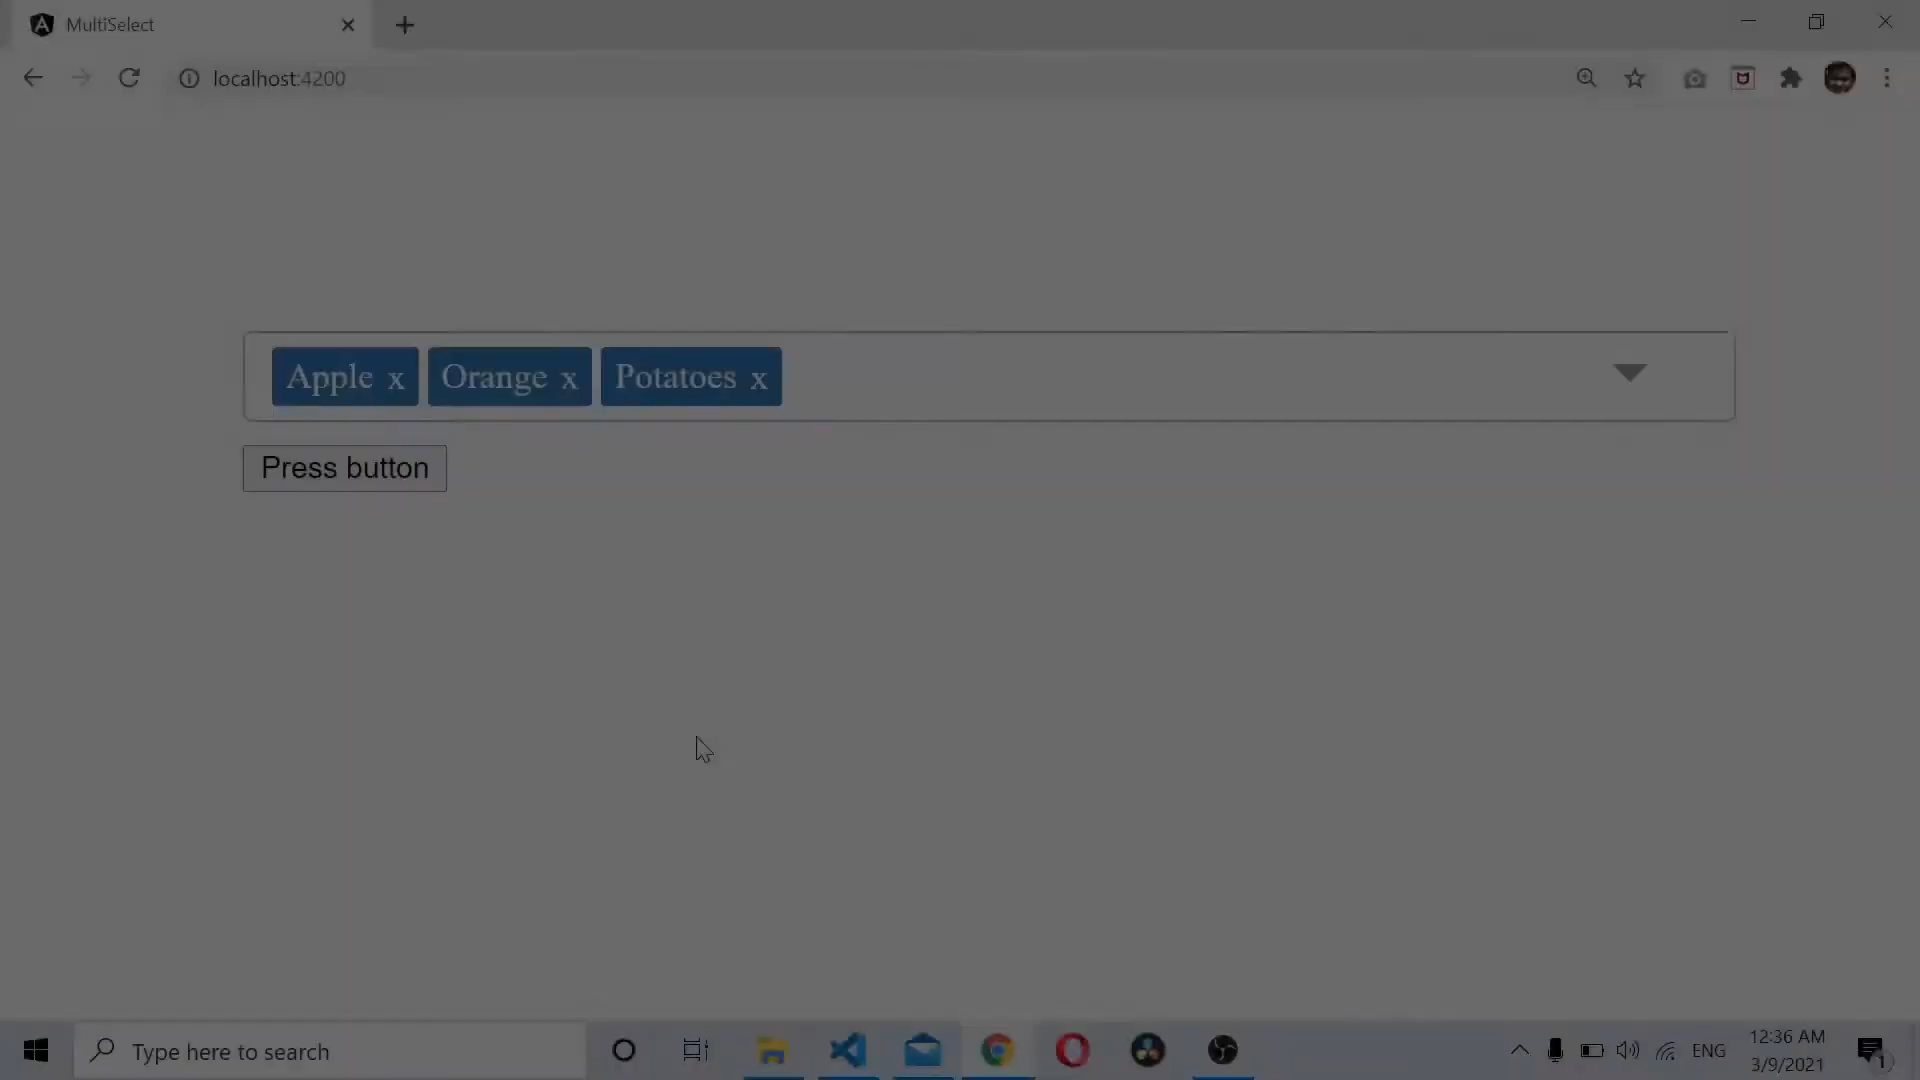 MultiSelect
localhost:4200
Apple x Orange x Potatoes x
Press button
Type here to search
ENG
12:36 AM
3/9/2021
1